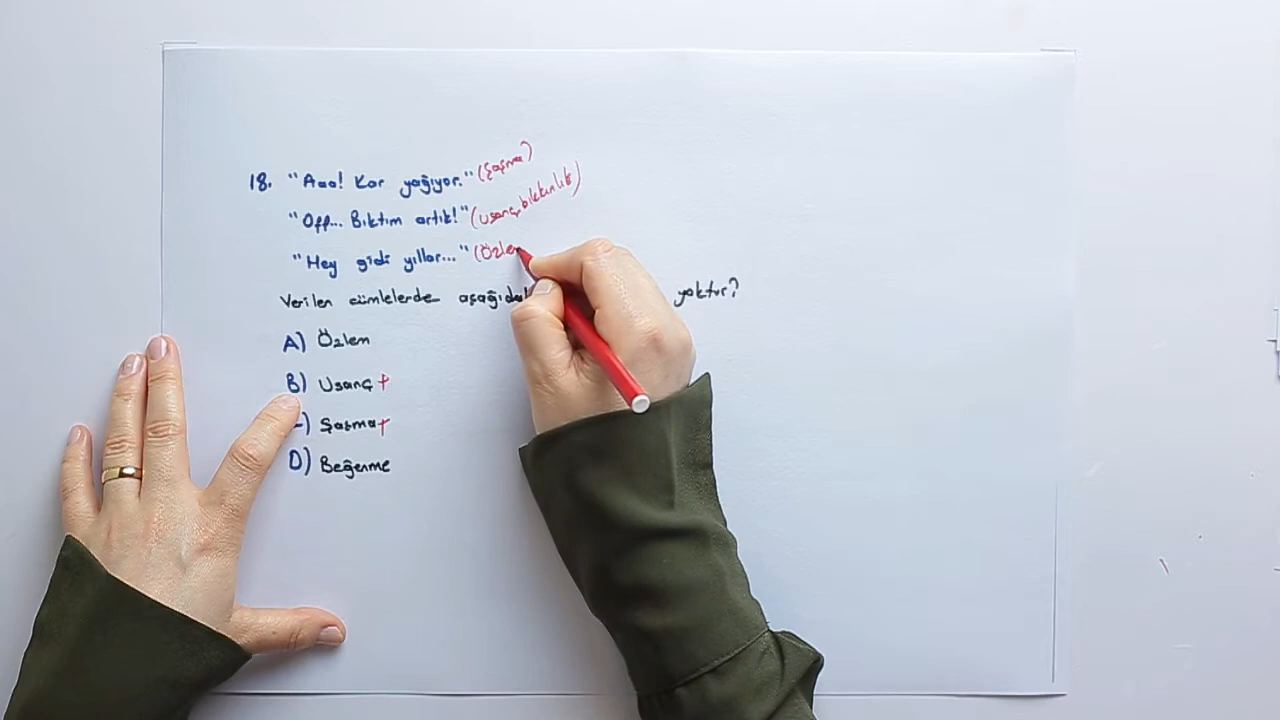 18. "Aaa! Kar yağıyor." (Şaşma)
"Off... Bıktım artık!" (usanç, bıkkınlık)
"Hey gidi yıllar..." (Özlem
Verilen cümlelerde yoktur?
A) Özlem
B) Usanç +
) Şaşma +
D) Beğenme